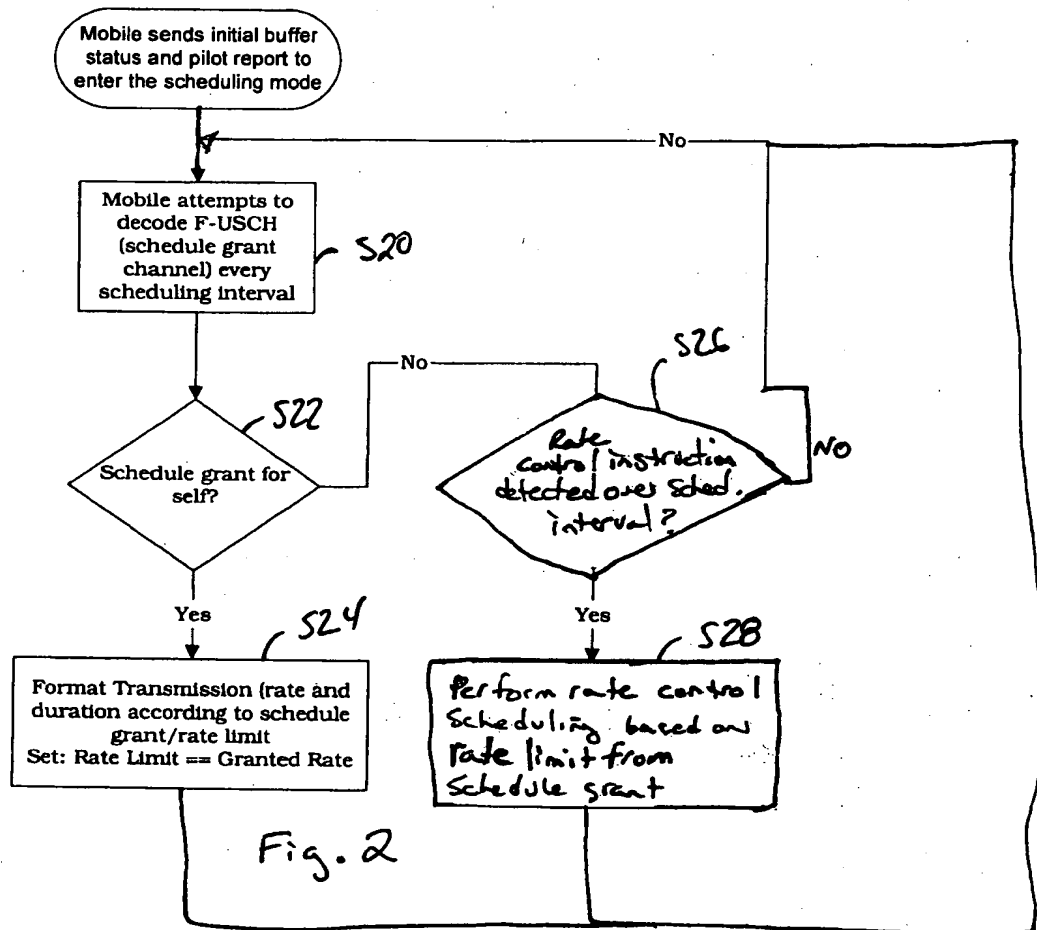 Mobile sends initial buffer
status and pilot report to
enter the scheduling mode
No
Mobile attempts to
decode F-USCH
(schedule grant
channel) every
scheduling interval
S20
No
S26
S22
Schedule grant for
self?
Rate
control instruction
detected over Sched.
interval?
NO
Yes
S24
Yes
S28
Format Transmission (rate and
duration according to schedule
grant/rate limit
Set: Rate Limit == Granted Rate
Perform rate control
Scheduling based on
rate limit from
Schedule grant
Fig. 2